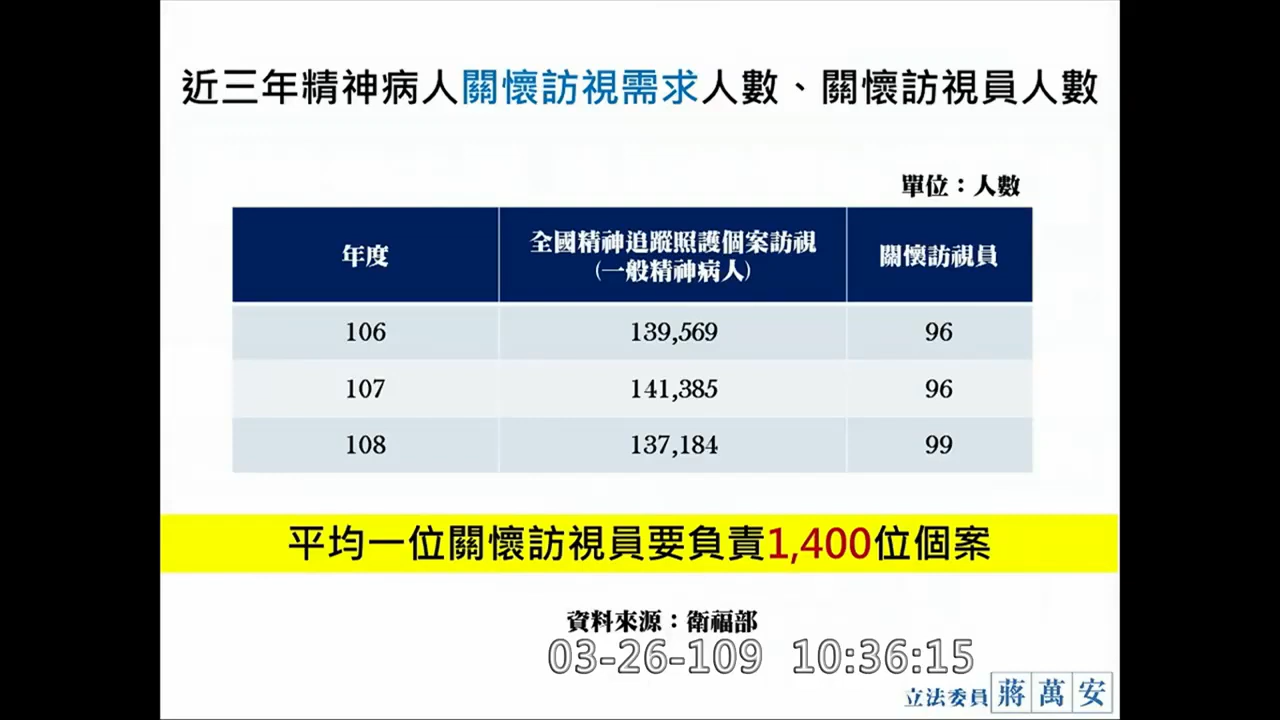 近三年精神病人關懷訪視需求人數、關懷訪視員人數
單位：人數
年度 全國精神追蹤照護個案訪視 (一般精神病人) 關懷訪視員
106 139,569 96
107 141,385 96
108 137,184 99
平均一位關懷訪視員要負責1,400位個案
資料來源：衛福部
03-26-109 10:36:15
立法委員 蔣萬安